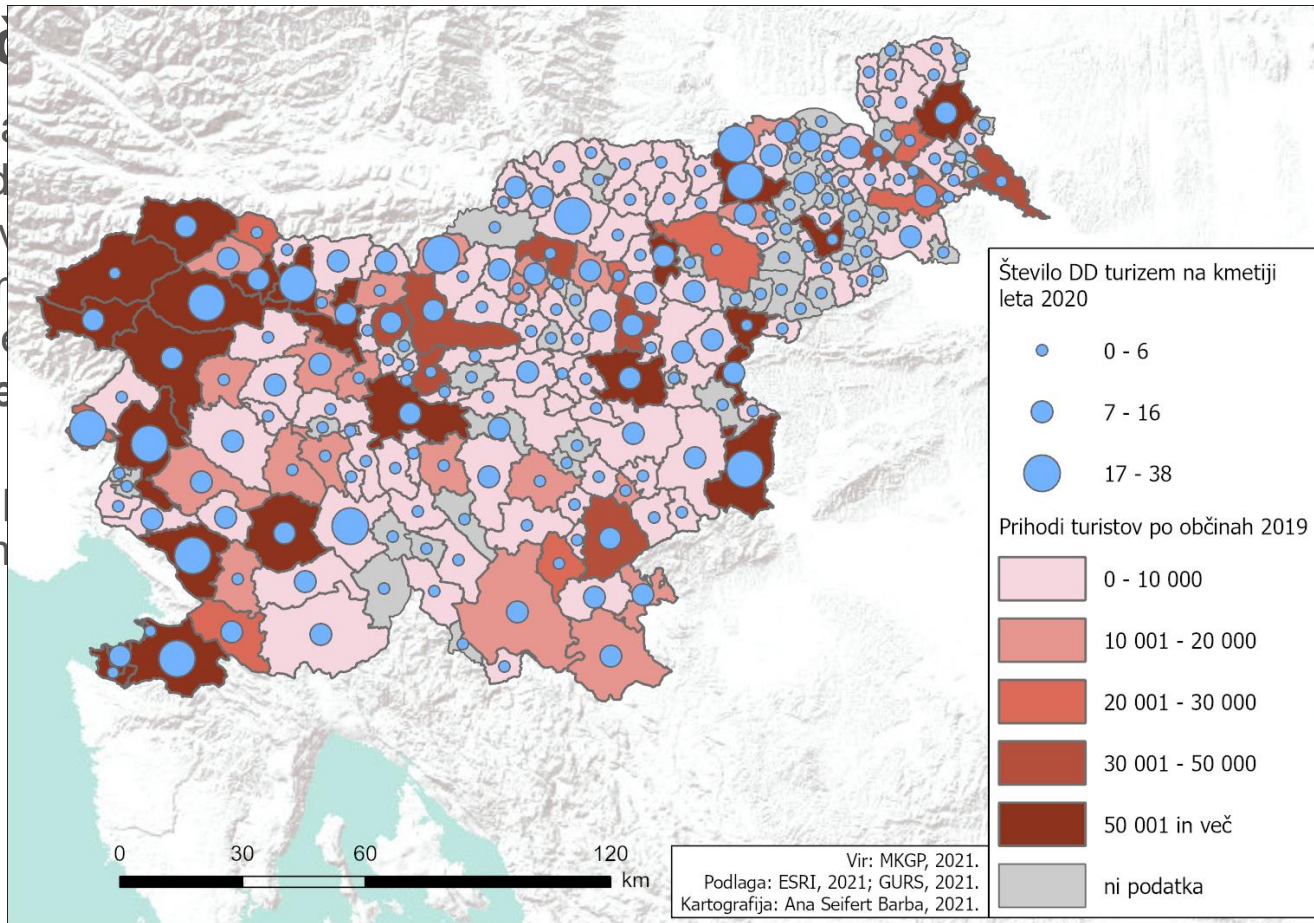 Število DD turizem na kmetiji
leta 2020
0 - 6
7 - 16
17 - 38
Prihodi turistov po občinah 2019
0 - 10 000
10 001 - 20 000
20 001 - 30 000
30 001 - 50 000
50 001 in več
ni podatka
0 30 60 120
km
Vir: MKGP, 2021.
Podlaga: ESRI, 2021; GURS, 2021.
Kartografija: Ana Seifert Barba, 2021.